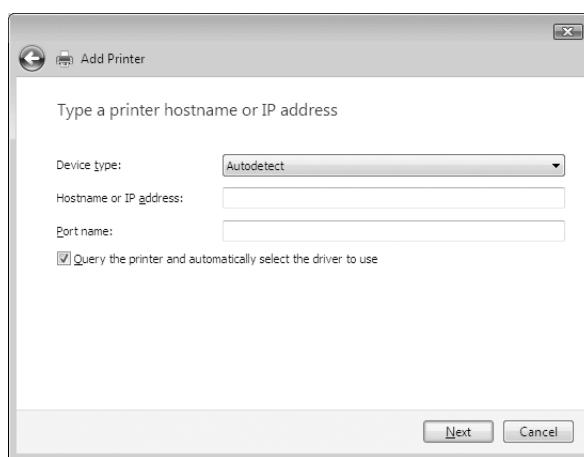 Add Printer
Type a printer hostname or IP address
Device type:
Autodetect
Hostname or IP address:
Port name:
Query the printer and automatically select the driver to use
Next
Cancel